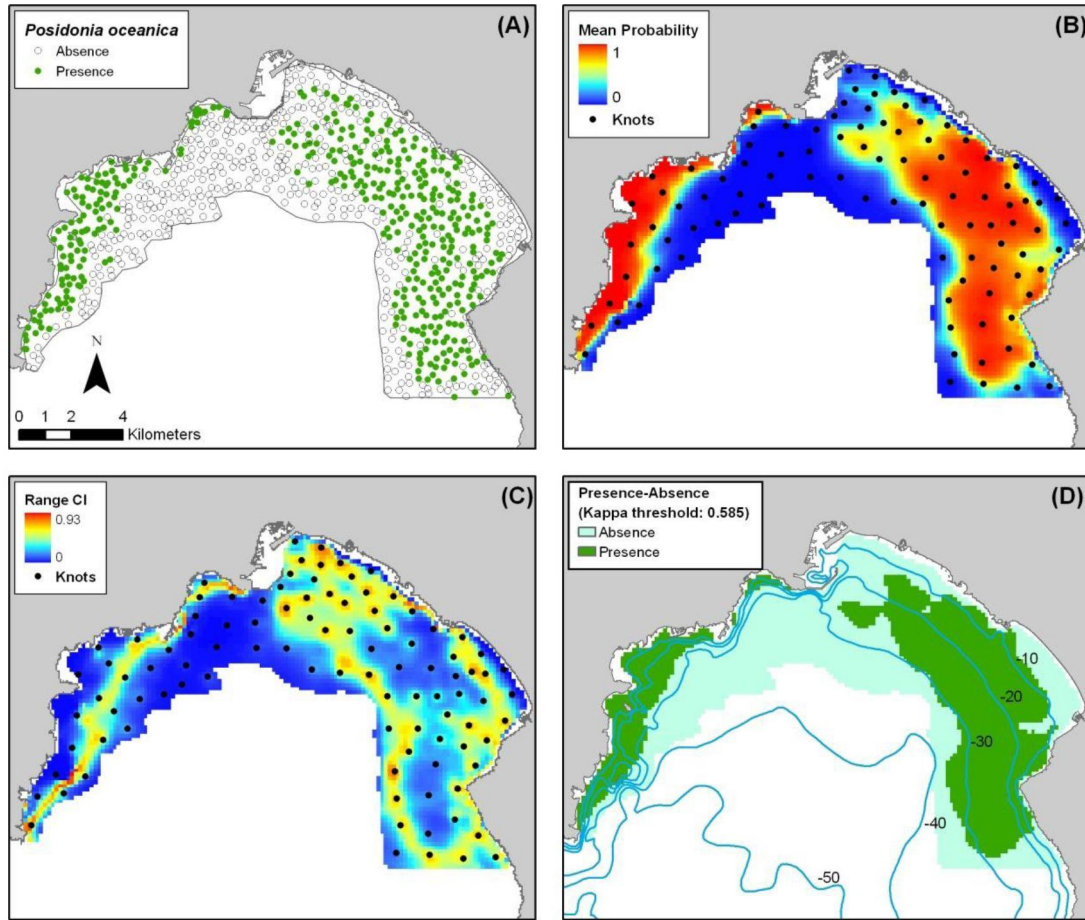 Posidonia oceanica
Absence
Presence
(A)
N
0 1 2 4
Kilometers
Mean Probability
1
0
Knots
(B)
Range CI
0.93
0
Knots
(C)
Presence-Absence
(Kappa threshold: 0.585)
Absence
Presence
(D)
-10
-20
-30
-40
-50